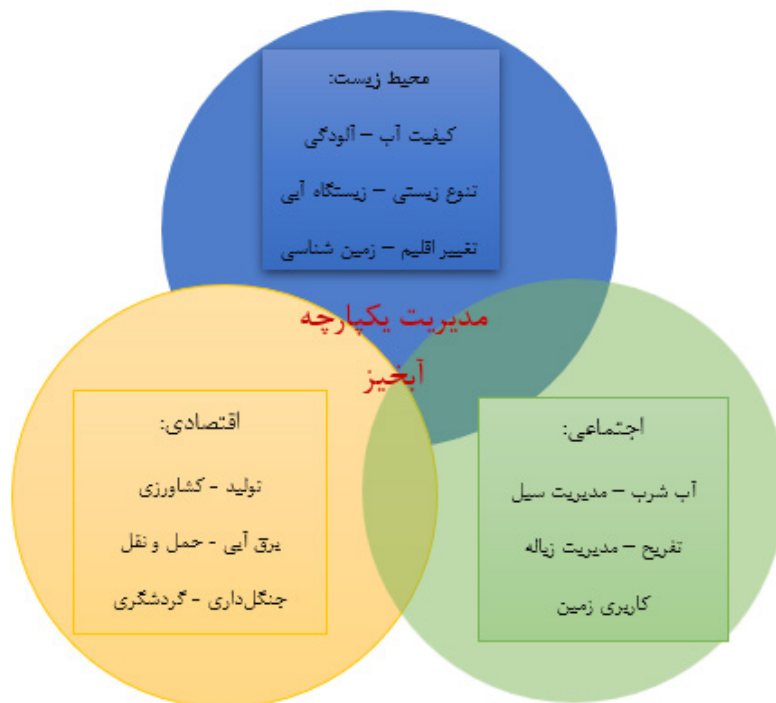 محیط زیست:
کیفیت آب – آلودگی
تنوع زیستی – زیستگاه آبی
تغییر اقلیم – زمین شناسی
مدیریت یکپارچه
آبخیز
اجتماعی:
آب شرب – مدیریت سیل
تفریح – مدیریت زباله
کاربری زمین
اقتصادی:
تولید - کشاورزی
برق آبی - حمل و نقل
جنگل‌داری - گردشگری